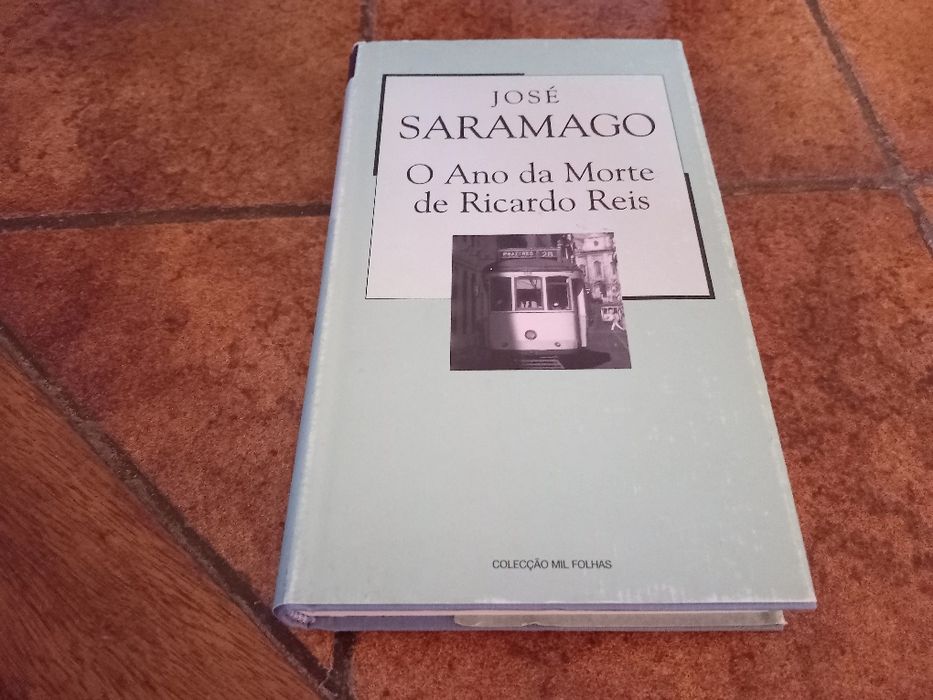 JOSÉ
SARAMAGO
O Ano da Morte
de Ricardo Reis
PRAZERES 28
COLECÇÃO MIL FOLHAS